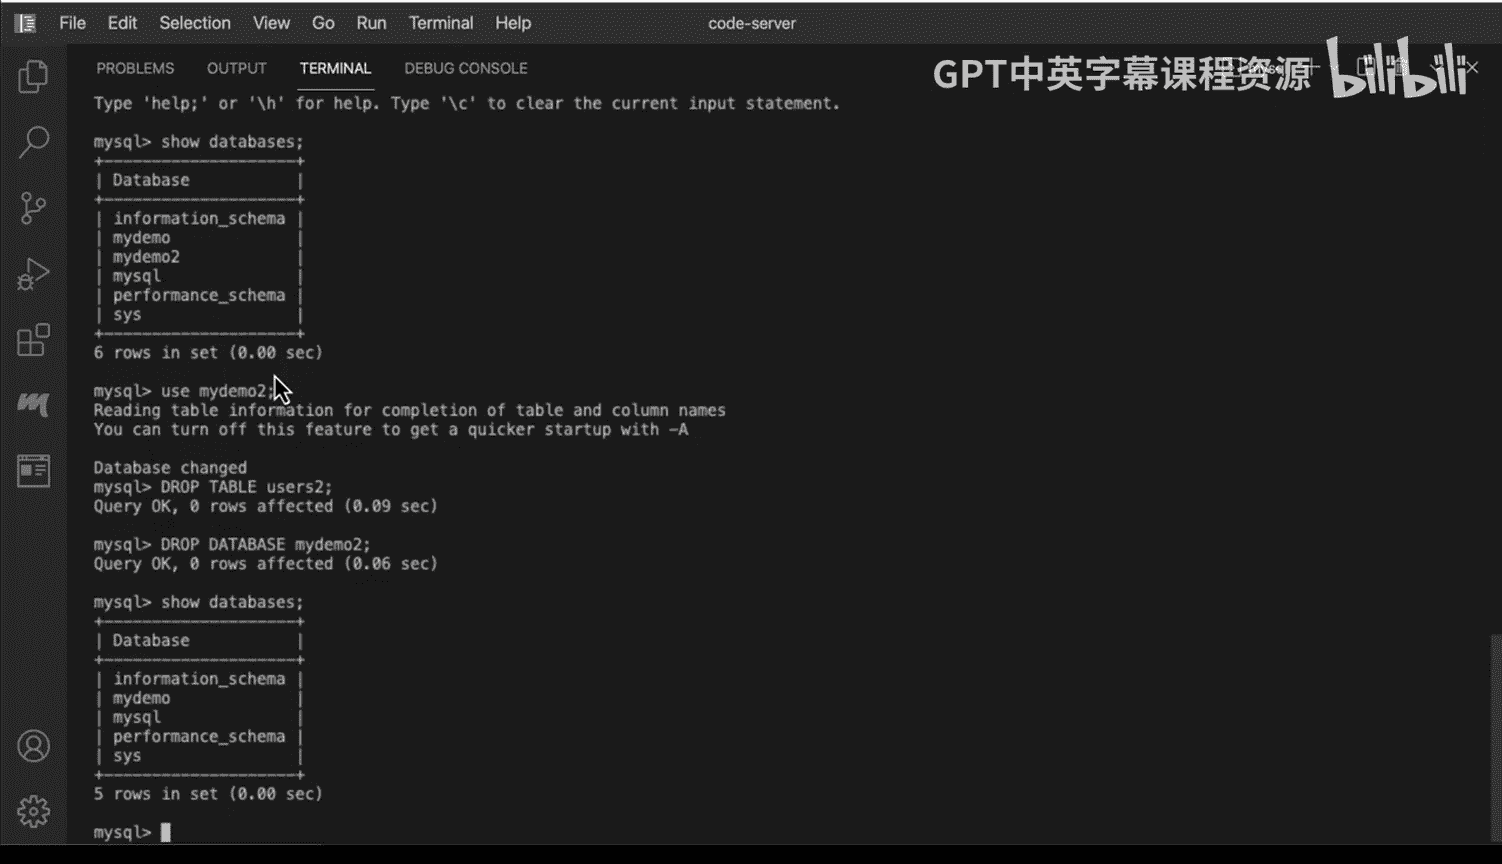 File Edit Selection View Go Run Terminal Help code-server
PROBLEMS OUTPUT TERMINAL DEBUG CONSOLE
GPT中英字幕课程资源 bilibili
Type 'help;' or '\h' for help. Type '\c' to clear the current input statement.
mysql> show databases;
+--------------------+
| Database           |
+--------------------+
| information_schema |
| mydemo             |
| mydemo2            |
| mysql              |
| performance_schema |
| sys                |
+--------------------+
6 rows in set (0.00 sec)
mysql> use mydemo2;
Reading table information for completion of table and column names
You can turn off this feature to get a quicker startup with -A
Database changed
mysql> DROP TABLE users2;
Query OK, 0 rows affected (0.09 sec)
mysql> DROP DATABASE mydemo2;
Query OK, 0 rows affected (0.06 sec)
mysql> show databases;
+--------------------+
| Database           |
+--------------------+
| information_schema |
| mydemo             |
| mysql              |
| performance_schema |
| sys                |
+--------------------+
5 rows in set (0.00 sec)
mysql>